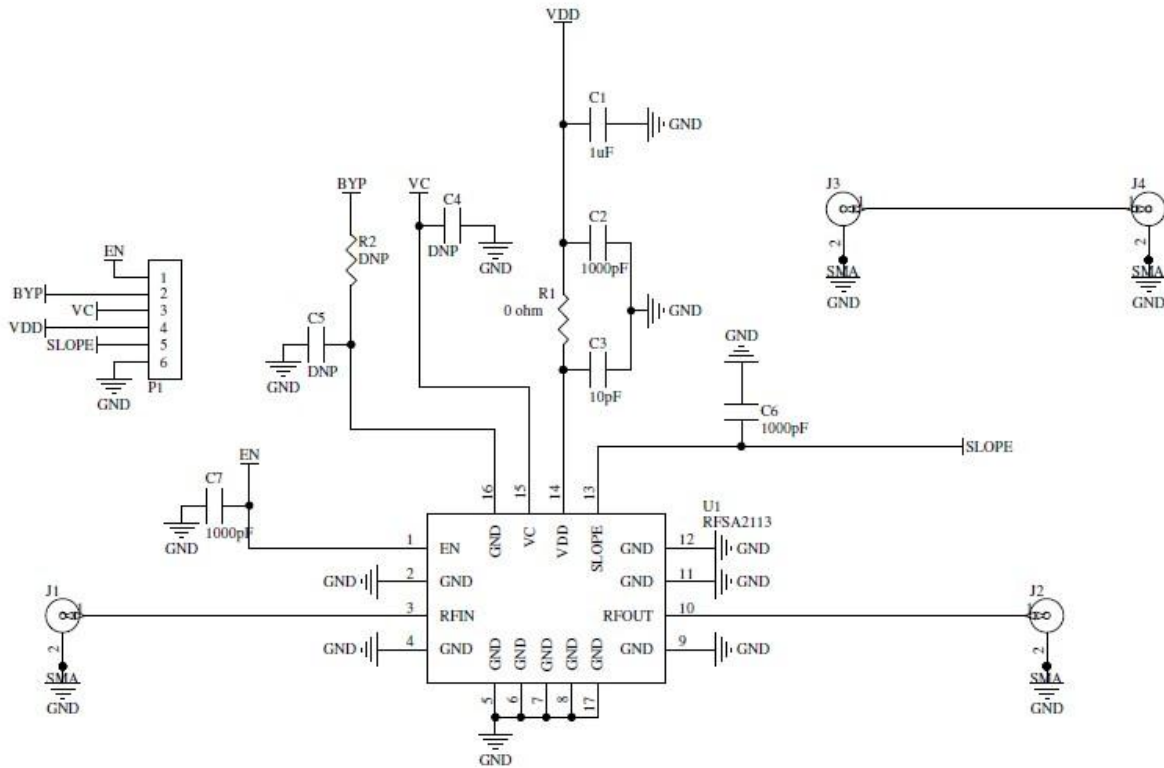 VDD
C1
GND
1uF
BYP
VC
C4
DNP
GND
R2
DNP
C2
1000pF
R1
0 ohm
GND
C3
10pF
C5
DNP
GND
J3
1
2
SMA
GND
J4
1
2
SMA
GND
EN
BYP
VC
VDD
SLOPE
GND
1
2
3
4
5
6
P1
GND
C6
1000pF
SLOPE
EN
C7
1000pF
GND
16
15
14
13
GND
VC
VDD
SLOPE
U1
RFSA2113
1
EN
GND
12
GND
GND
2
GND
GND
11
GND
J1
1
2
SMA
GND
3
RFIN
RFOUT
10
J2
1
2
SMA
GND
GND
4
GND
GND
9
GND
GND
GND
GND
GND
GND
5
6
7
8
17
GND